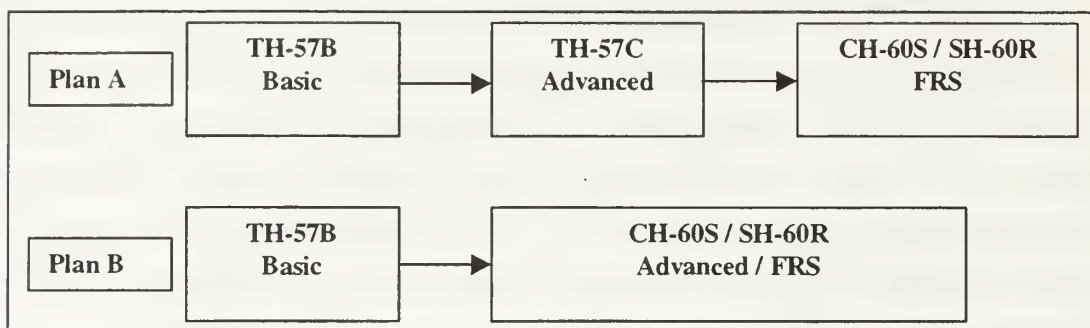 Plan A
TH-57B
Basic
TH-57C
Advanced
CH-60S / SH-60R
FRS
Plan B
TH-57B
Basic
CH-60S / SH-60R
Advanced / FRS